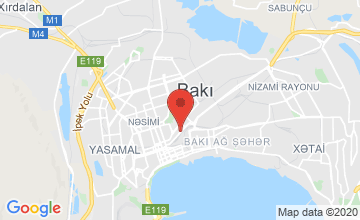 Xırdalan
SABUNÇU
M1
M4
E119
İpək Yolu
Bakı
NİZAMİ RAYONU
NƏSİMİ
YASAMAL
BAKI AĞ ŞƏHƏR
XƏTAİ
E119
Google
Map data ©2020